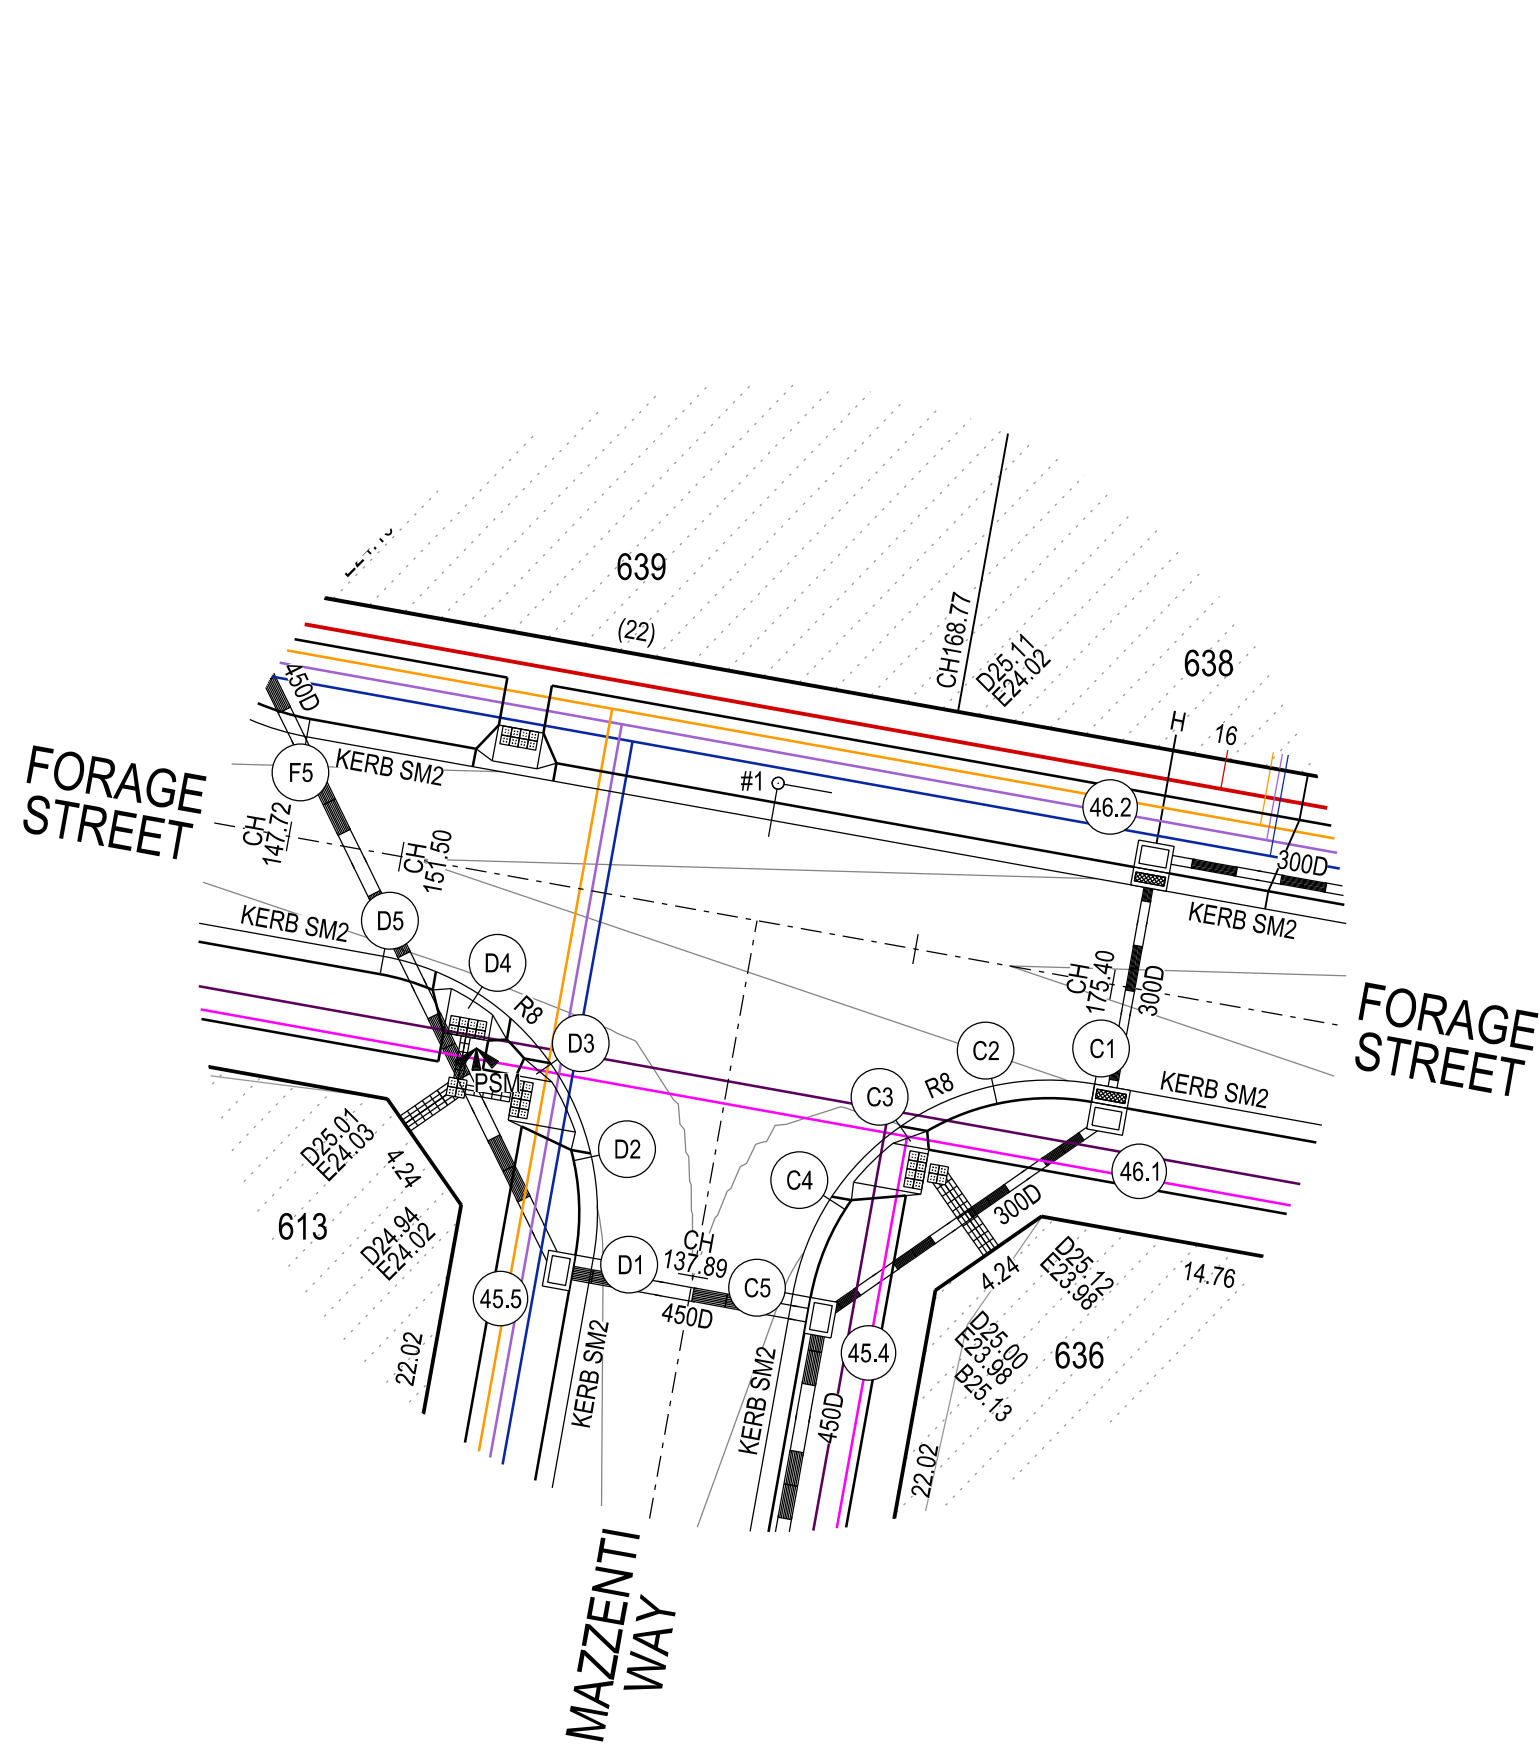 639
(22)
CH168.77
D25.11
E24.02
638
H
16
450D
F5
KERB SM2
#1
46.2
FORAGE
STREET
CH
147.72
CH
151.50
300D
KERB SM2
D5
KERB SM2
D4
R8
CH
175.40
300D
FORAGE
STREET
D3
C2
C1
PSM
C3
R8
KERB SM2
D25.01
E24.03
4.24
D2
C4
46.1
613
D24.94
E24.02
300D
CH
137.89
D1
C5
45.5
450D
4.24
D25.12
E23.98
14.76
22.02
KERB SM2
KERB SM2
45.4
D25.00
E23.98
B25.13
636
450D
22.02
MAZZENTI
WAY